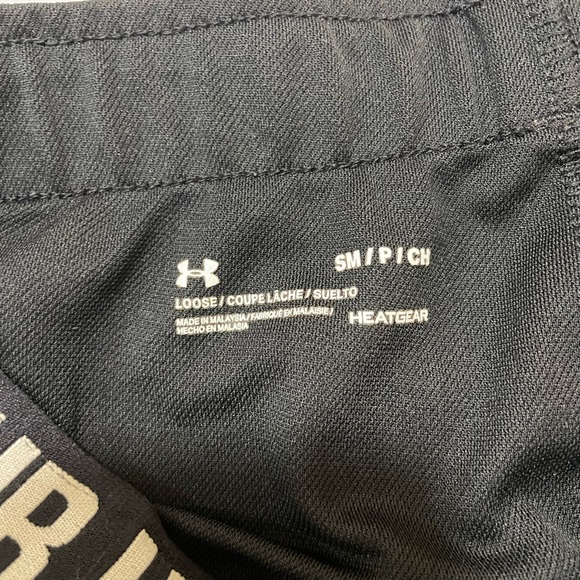 SM / P / CH
LOOSE / COUPE LÂCHE / SUELTO
MADE IN MALAYSIA / FABRIQUÉ EN MALAISIE /
HECHO EN MALASIA
HEATGEAR